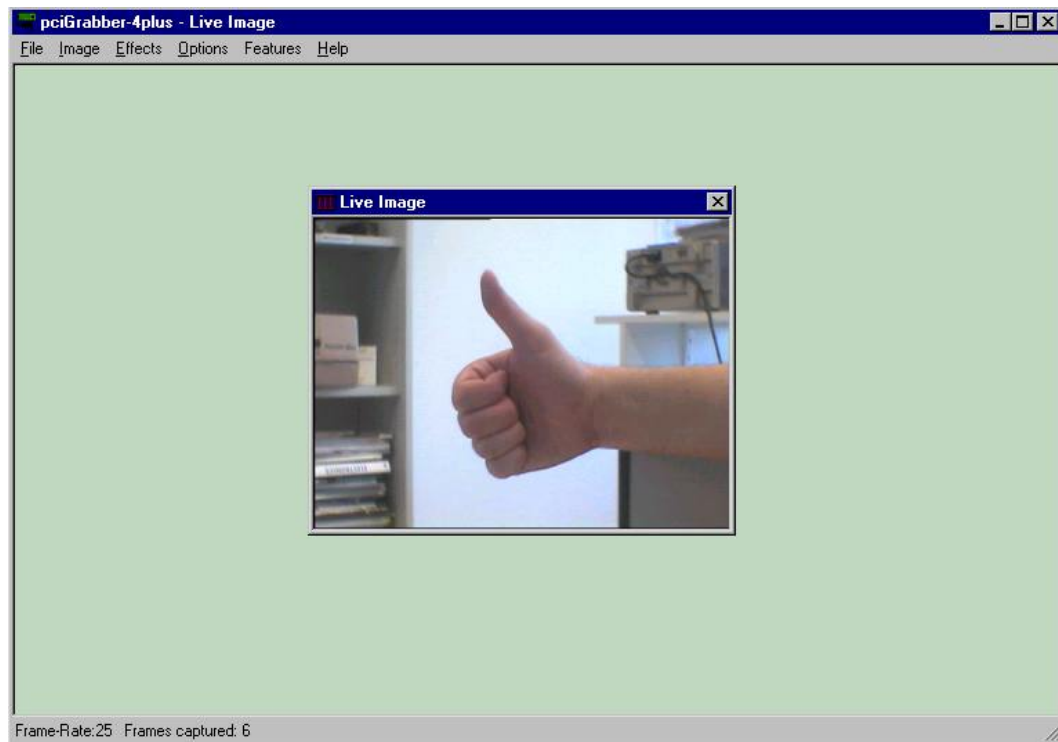 pciGrabber-4plus - Live Image
File Image Effects Options Features Help
Live Image
Frame-Rate:25 Frames captured: 6